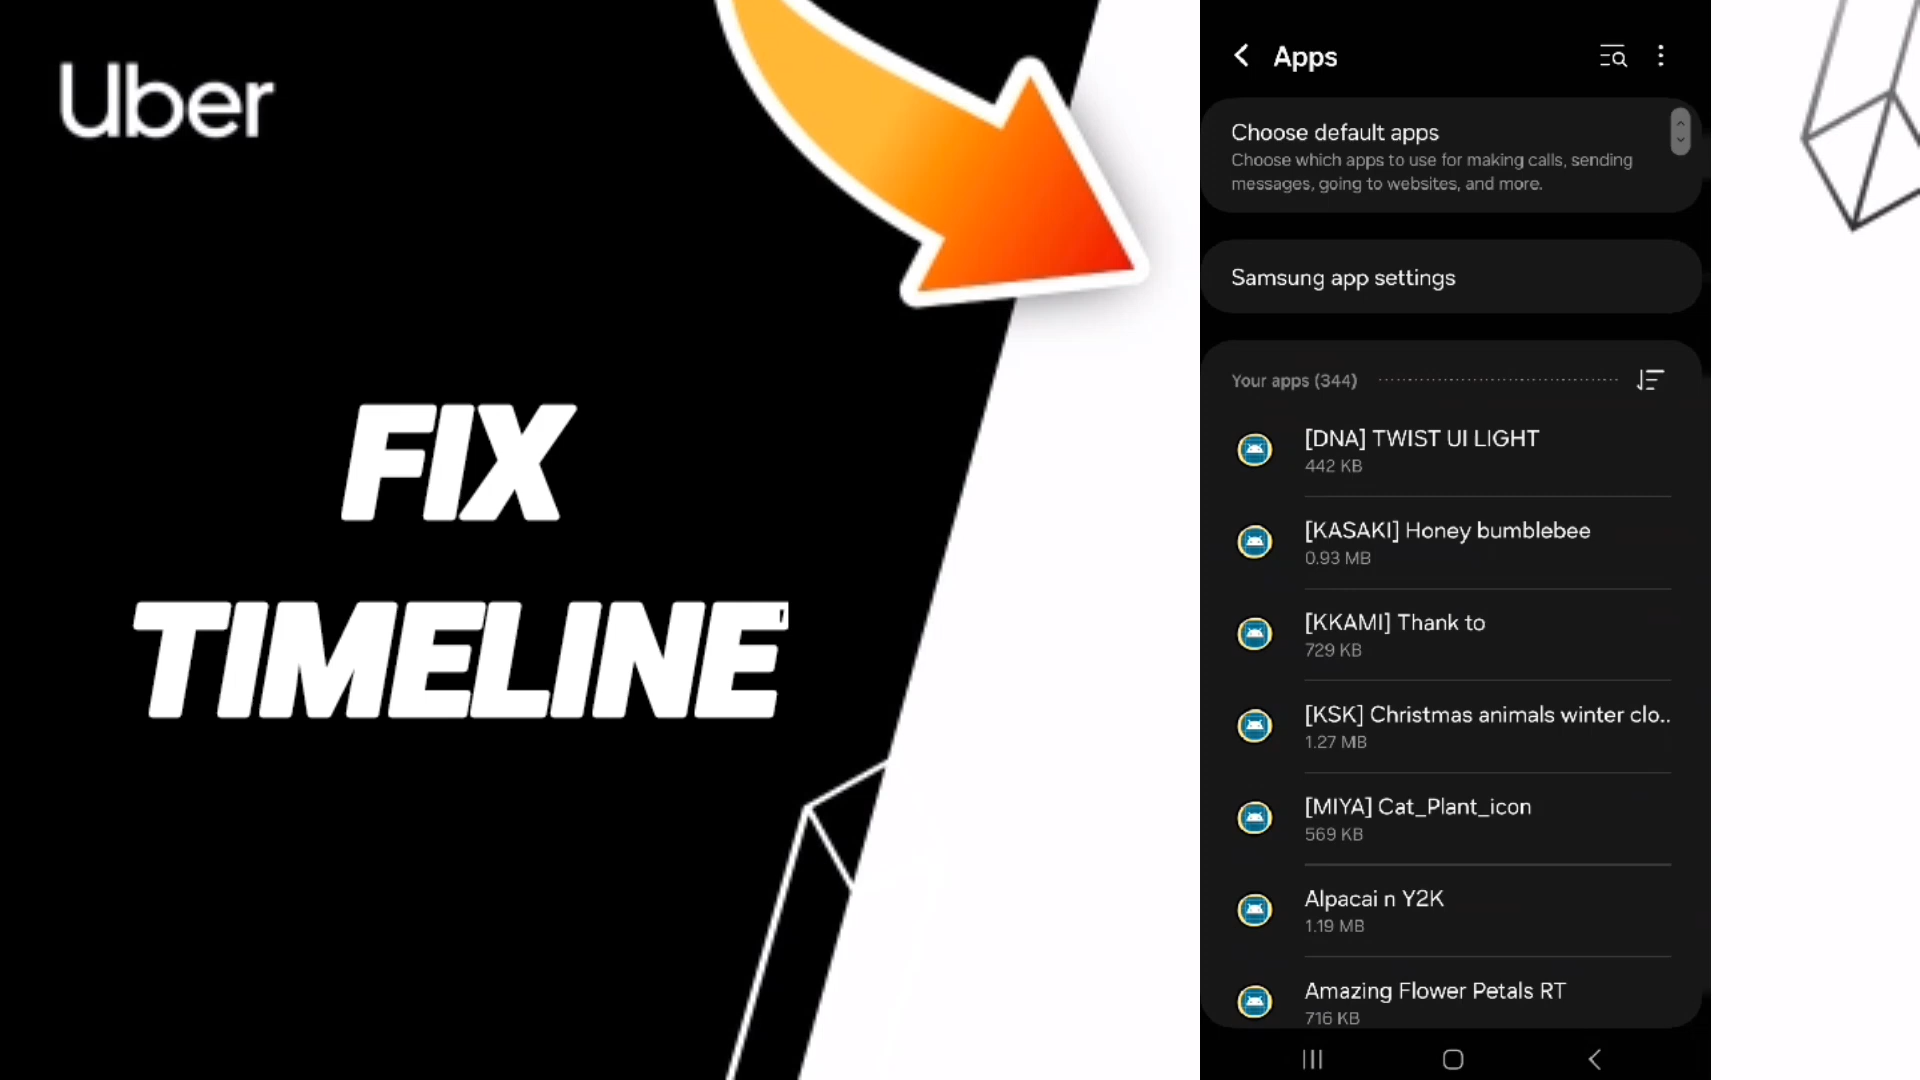 Uber
FIX
TIMELINE'
Apps
Choose default apps
Choose which apps to use for making calls, sending
messages, going to websites, and more.
Samsung app settings
Your apps (344)
[DNA] TWIST UI LIGHT
442 KB
[KASAKI] Honey bumblebee
0.93 MB
[KKAMI] Thank to
729 KB
[KSK] Christmas animals winter clo..
1.27 MB
[MIYA] Cat_Plant_icon
569 KB
Alpacai n Y2K
1.19 MB
Amazing Flower Petals RT
716 KB